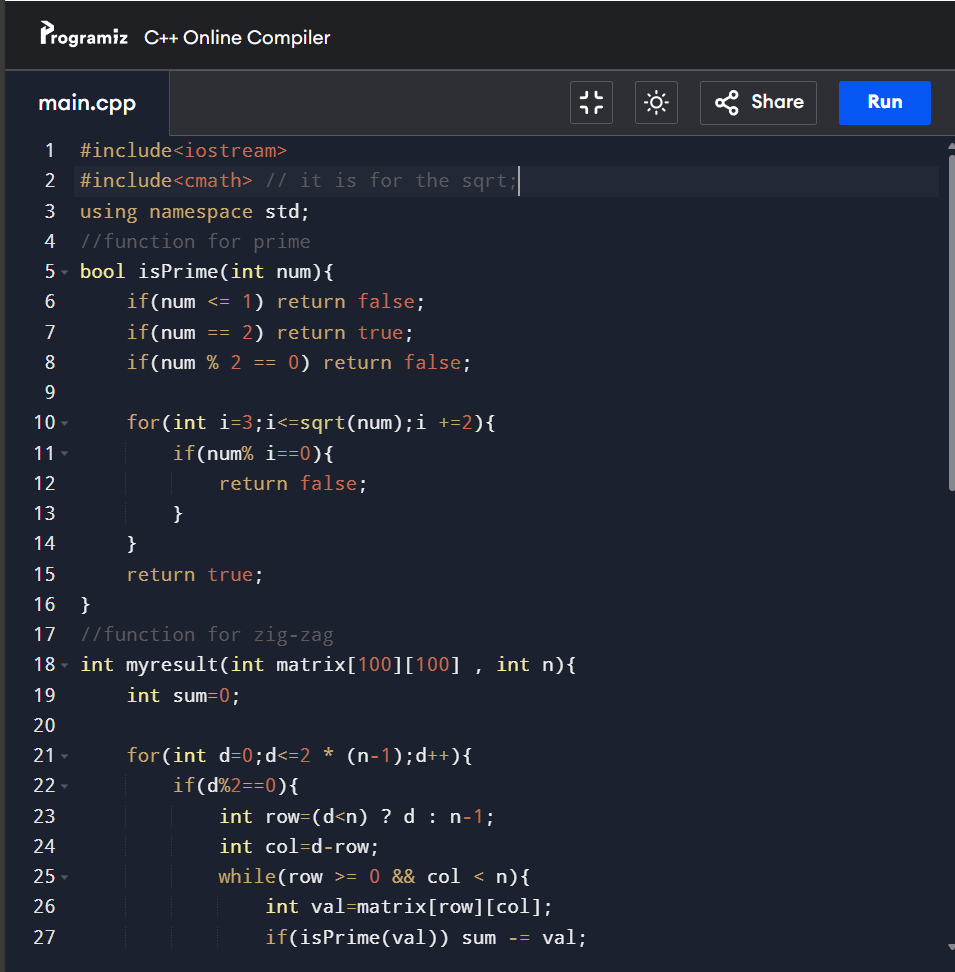 Programiz C++ Online Compiler
main.cpp Share Run
1 #include<iostream>
2 #include<cmath> // it is for the sqrt;
3 using namespace std;
4 //function for prime
5 bool isPrime(int num){
6     if(num <= 1) return false;
7     if(num == 2) return true;
8     if(num % 2 == 0) return false;
9
10     for(int i=3;i<=sqrt(num);i +=2){
11         if(num% i==0){
12             return false;
13         }
14     }
15     return true;
16 }
17 //function for zig-zag
18 int myresult(int matrix[100][100] , int n){
19     int sum=0;
20
21     for(int d=0;d<=2 * (n-1);d++){
22         if(d%2==0){
23             int row=(d<n) ? d : n-1;
24             int col=d-row;
25             while(row >= 0 && col < n){
26                 int val=matrix[row][col];
27                 if(isPrime(val)) sum -= val;